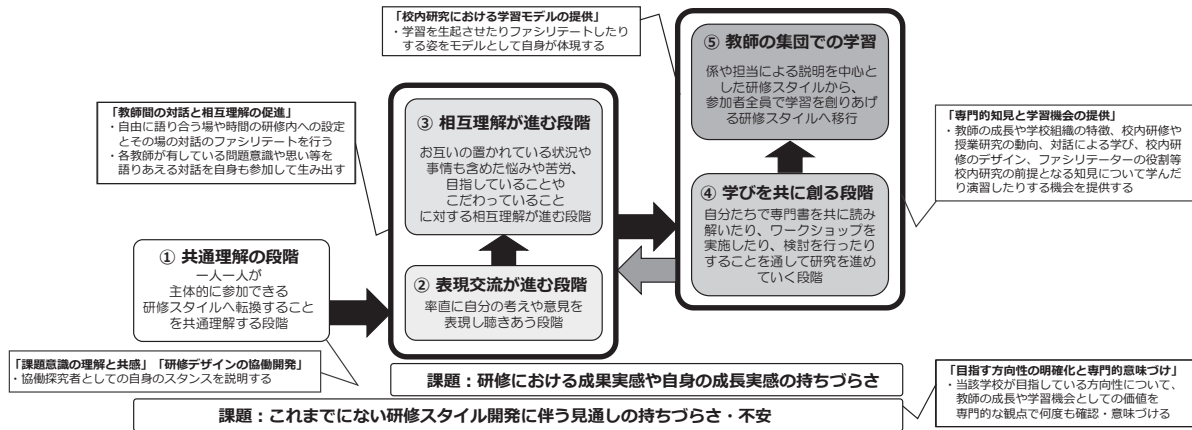 「校内研究における学習モデルの提供」
・学習を生起させたりファシリテートしたり
する姿をモデルとして自身が体現する
⑤ 教師の集団での学習
係や担当による説明を中心と
した研修スタイルから、
参加者全員で学習を創りあげ
る研修スタイルへ移行
「教師間の対話と相互理解の促進」
・自由に語り合う場や時間の研修内への設定
とその場の対話のファシリテートを行う
・各教師が有している問題意識や思い等を
語りあえる対話を自身も参加して生み出す
③ 相互理解が進む段階
お互いの置かれている状況や
事情も含めた悩みや苦労、
目指していることや
こだわっていること
に対する相互理解が進む段階
「専門的知見と学習機会の提供」
・教師の成長や学校組織の特徴、校内研修や
授業研究の動向、対話による学び、校内研
修のデザイン、ファシリテーターの役割等
校内研究の前提となる知見について学んだ
り演習したりする機会を提供する
④ 学びを共に創る段階
自分たちで専門書を共に読み
解いたり、ワークショップを
実施したり、検討を行ったり
することを通して研究を進め
ていく段階
① 共通理解の段階
一人一人が
主体的に参加できる
研修スタイルへ転換すること
を共通理解する段階
② 表現交流が進む段階
率直に自分の考えや意見を
表現し聴きあう段階
「課題意識の理解と共感」「研修デザインの協働開発」
・協働探究者としての自身のスタンスを説明する
課題：研修における成果実感や自身の成長実感の持ちづらさ
課題：これまでにない研修スタイル開発に伴う見通しの持ちづらさ・不安
「目指す方向性の明確化と専門的意味づけ」
・当該学校が目指している方向性について、
教師の成長や学習機会としての価値を
専門的な観点で何度も確認・意味づける